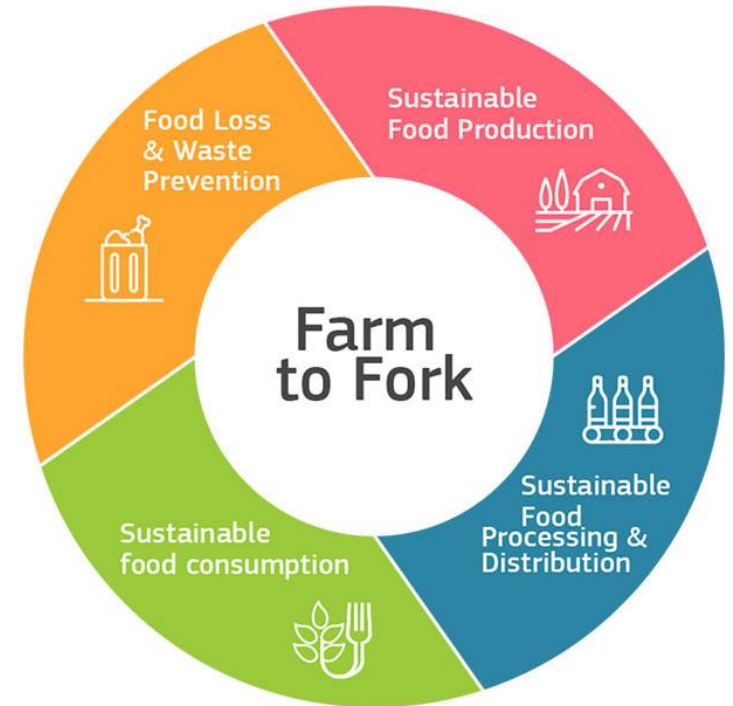 Sustainable
Food Production
Sustainable
Food
Processing &
Distribution
Sustainable
food consumption
Food Loss
& Waste
Prevention
Farm
to Fork